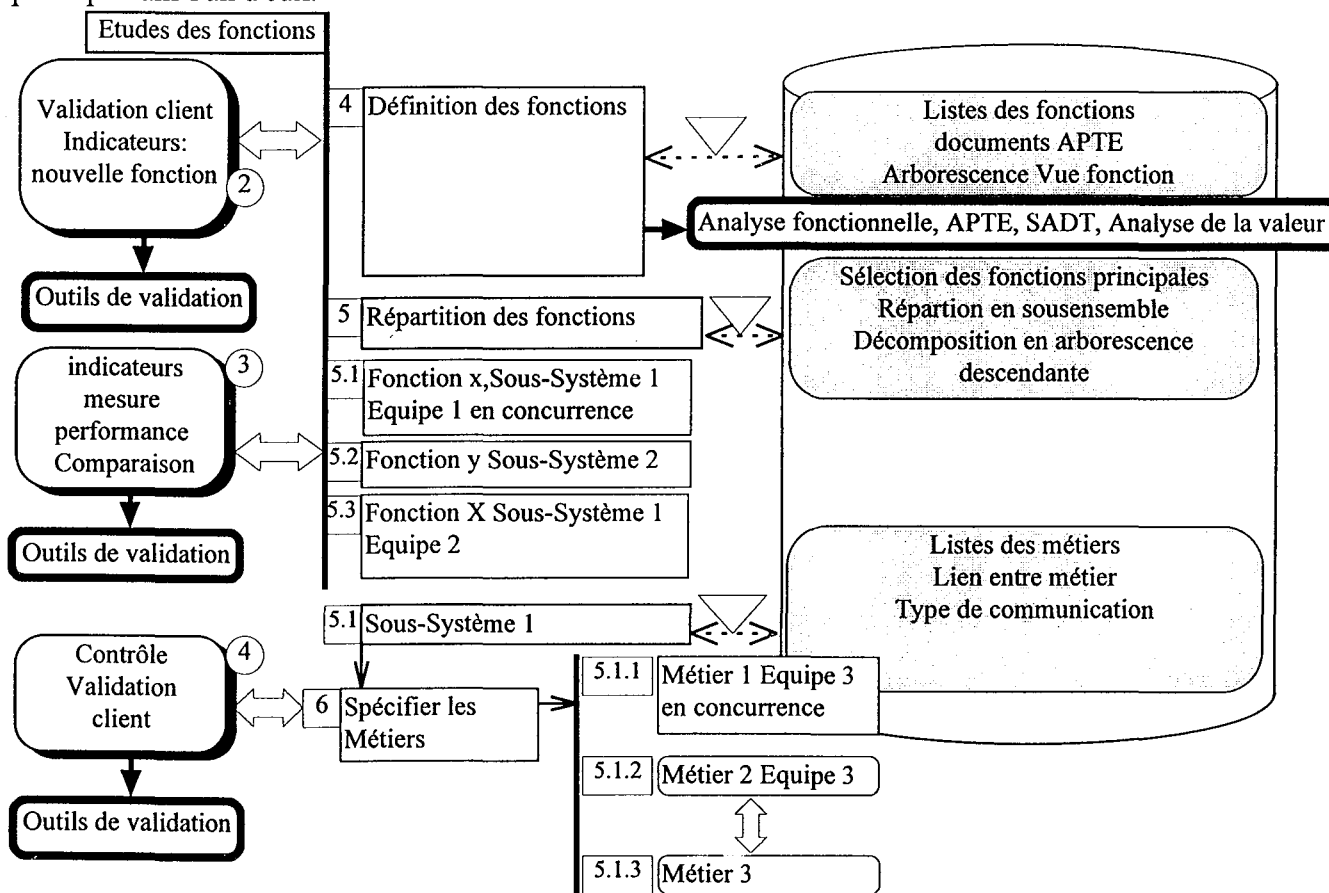 Etudes des fonctions
Validation client
Indicateurs:
nouvelle fonction
2
Outils de validation
4
Définition des fonctions
Listes des fonctions
documents APTE
Arborescence Vue fonction
Analyse fonctionnelle, APTE, SADT, Analyse de la valeur
5
Répartition des fonctions
Sélection des fonctions principales
Répartion en sousensemble
Décomposition en arborescence
descendante
indicateurs
mesure
performance
Comparaison
3
Outils de validation
5.1
Fonction x,Sous-Système 1
Equipe 1 en concurrence
5.2
Fonction y Sous-Système 2
5.3
Fonction X Sous-Système 1
Equipe 2
Listes des métiers
Lien entre métier
Type de communication
5.1
Sous-Système 1
Contrôle
Validation
client
4
Outils de validation
6
Spécifier les
Métiers
5.1.1
Métier 1 Equipe 3
en concurrence
5.1.2
Métier 2 Equipe 3
5.1.3
Métier 3